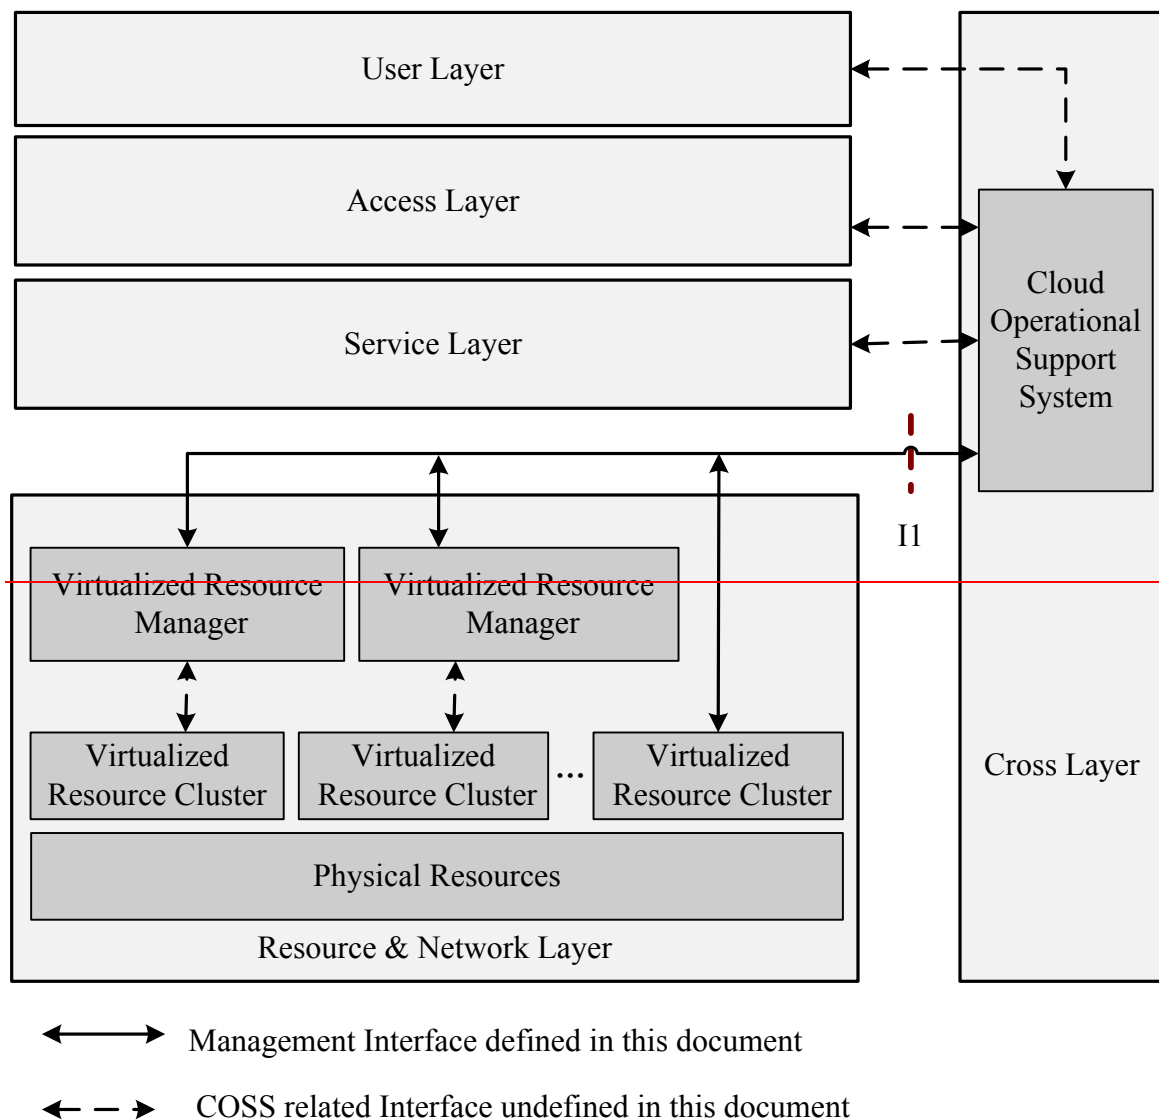 User Layer
Access Layer
Service Layer
Cloud
Operational
Support
System
I1
Virtualized Resource
Manager
Virtualized Resource
Manager
Virtualized
Resource Cluster
Virtualized
Resource Cluster
...
Virtualized
Resource Cluster
Cross Layer
Physical Resources
Resource & Network Layer
Management Interface defined in this document
COSS related Interface undefined in this document